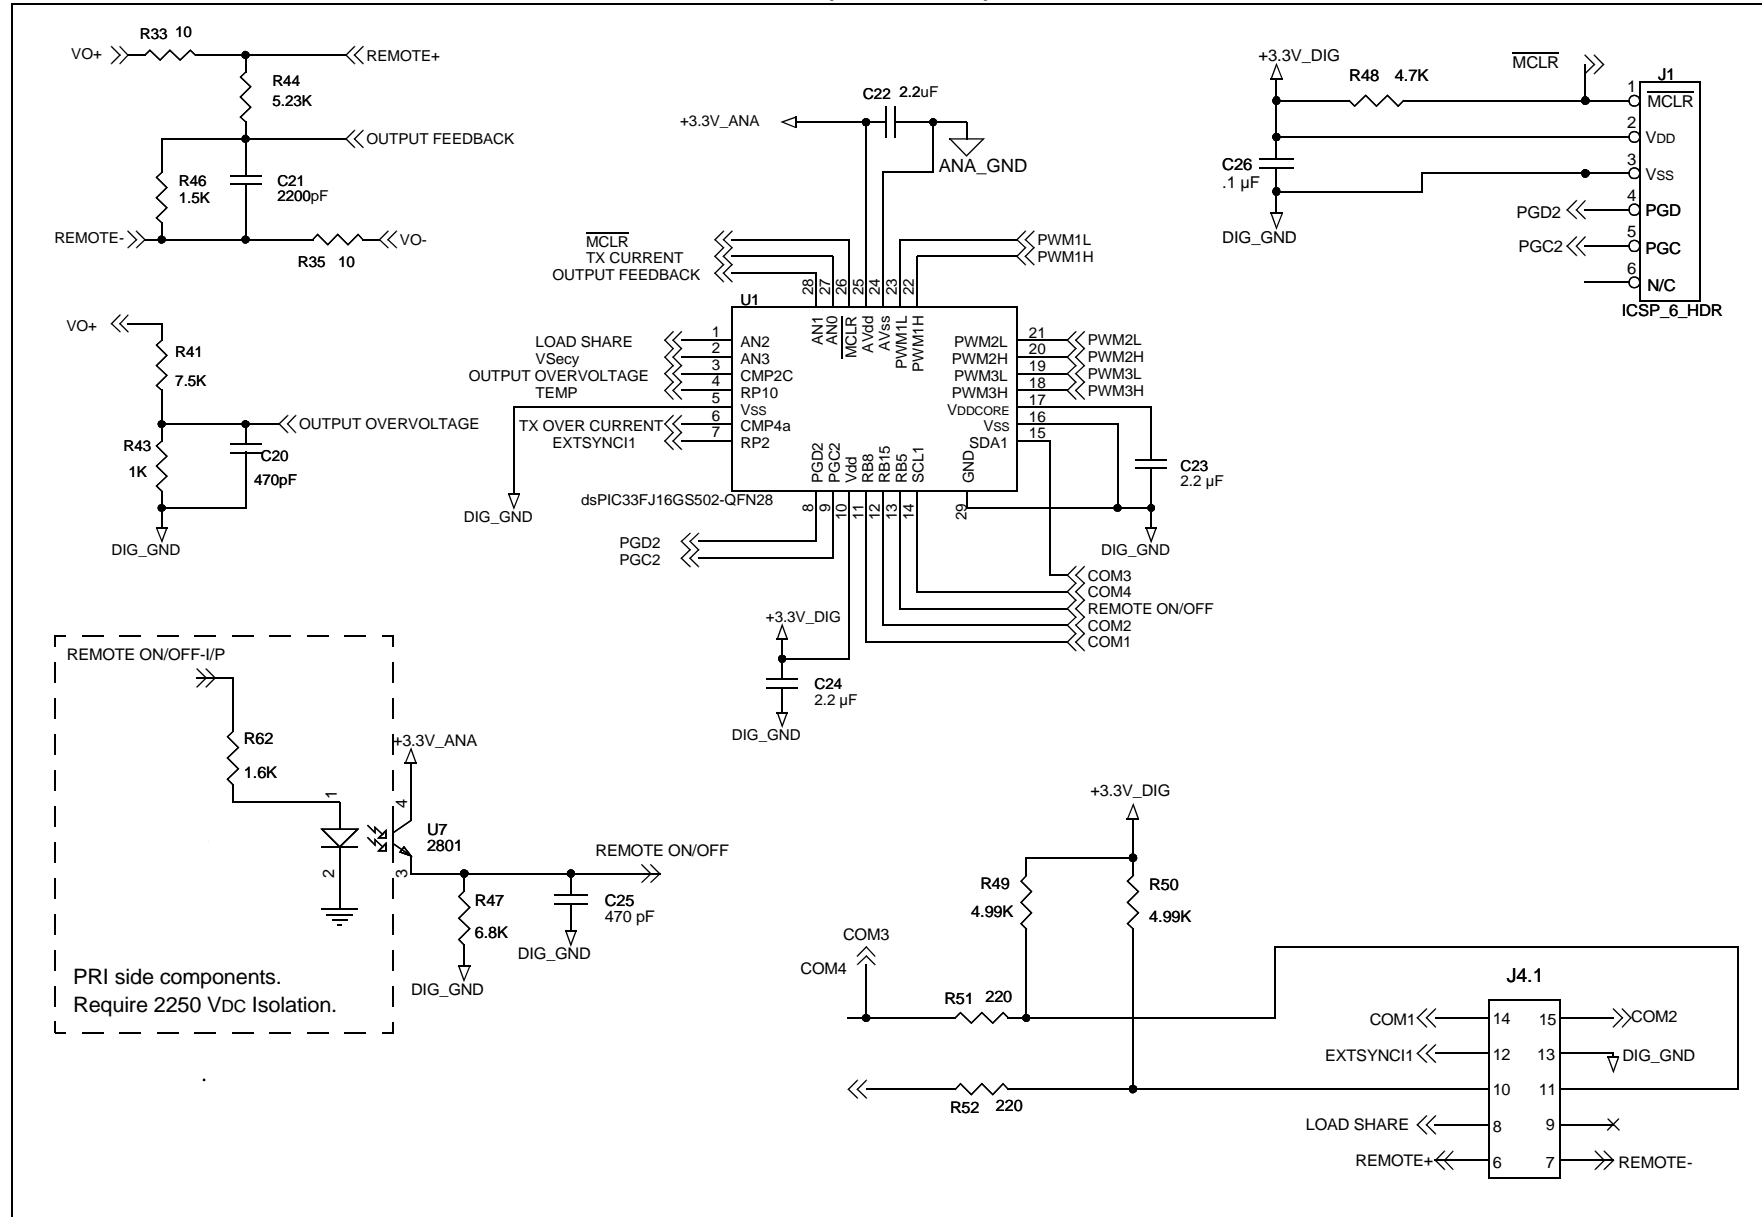 R33 10
VO+
REMOTE+
R44
5.23K
OUTPUT FEEDBACK
R46
1.5K
C21
2200pF
REMOTE-
VO-
R35 10
VO+
R41
7.5K
OUTPUT OVERVOLTAGE
R43
1K
C20
470pF
DIG_GND
C22 2.2uF
+3.3V_ANA
ANA_GND
MCLR
TX CURRENT
OUTPUT FEEDBACK
PWM1L
PWM1H
28 27 26 25 24 23 22
U1
AN1 AN0 MCLR AVdd AVss PWM1L PWM1H
LOAD SHARE 1 AN2
VSecy 2 AN3
OUTPUT OVERVOLTAGE 3 CMP2C
TEMP 4 RP10
5 Vss
TX OVER CURRENT 6 CMP4a
EXTSYNCI1 7 RP2
PWM2L 21 PWM2L
PWM2H 20 PWM2H
PWM3L 19 PWM3L
PWM3H 18 PWM3H
VDDCORE 17
Vss 16
SDA1 15
PGD2 PGC2 Vdd RB8 RB15 RB5 SCL1 GND
dsPIC33FJ16GS502-QFN28
8 9 10 11 12 13 14 29
DIG_GND
C23
2.2 µF
DIG_GND
PGD2
PGC2
COM3
COM4
REMOTE ON/OFF
COM2
COM1
+3.3V_DIG
C24
2.2 µF
DIG_GND
+3.3V_DIG
R48 4.7K
MCLR
J1
1 MCLR
2 VDD
3 Vss
4 PGD
5 PGC
6 N/C
C26
.1 µF
DIG_GND
PGD2
PGC2
ICSP_6_HDR
REMOTE ON/OFF-I/P
R62
1.6K
+3.3V_ANA
1
2
4
3
U7
2801
REMOTE ON/OFF
R47
6.8K
C25
470 pF
DIG_GND
DIG_GND
PRI side components.
Require 2250 VDC Isolation.
.
+3.3V_DIG
R49
4.99K
R50
4.99K
COM3
COM4
R51 220
R52 220
J4.1
COM1 14 15 COM2
EXTSYNCI1 12 13 DIG_GND
10 11
LOAD SHARE 8 9
REMOTE+ 6 7 REMOTE-